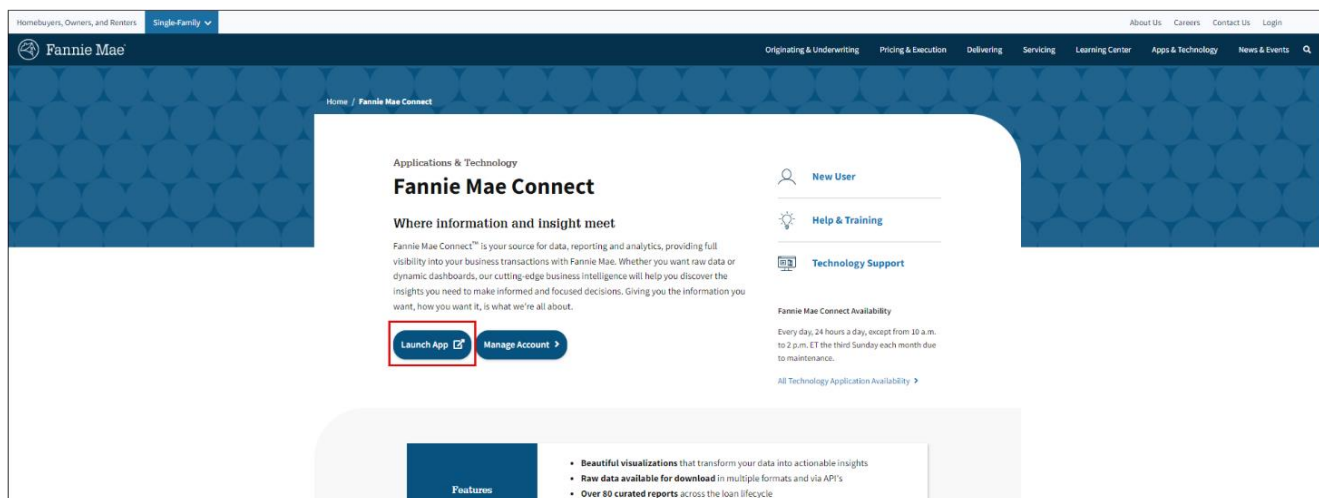 Homebuyers, Owners, and Renters
Single-Family
About Us Careers Contact Us Login
Fannie Mae
Originating & Underwriting Pricing & Execution Delivering Servicing Learning Center Apps & Technology News & Events
Home / Fannie Mae Connect
Applications & Technology
Fannie Mae Connect
Where information and insight meet
Fannie Mae Connect™ is your source for data, reporting and analytics, providing full
visibility into your business transactions with Fannie Mae. Whether you want raw data or
dynamic dashboards, our cutting-edge business intelligence will help you discover the
insights you need to make informed and focused decisions. Giving you the information you
want, how you want it, is what we're all about.
Launch App
Manage Account >
New User
Help & Training
Technology Support
Fannie Mae Connect Availability
Every day, 24 hours a day, except from 10 a.m.
to 2 p.m. ET the third Sunday each month due
to maintenance.
All Technology Application Availability >
Features
• Beautiful visualizations that transform your data into actionable insights
• Raw data available for download in multiple formats and via API's
• Over 80 curated reports across the loan lifecycle